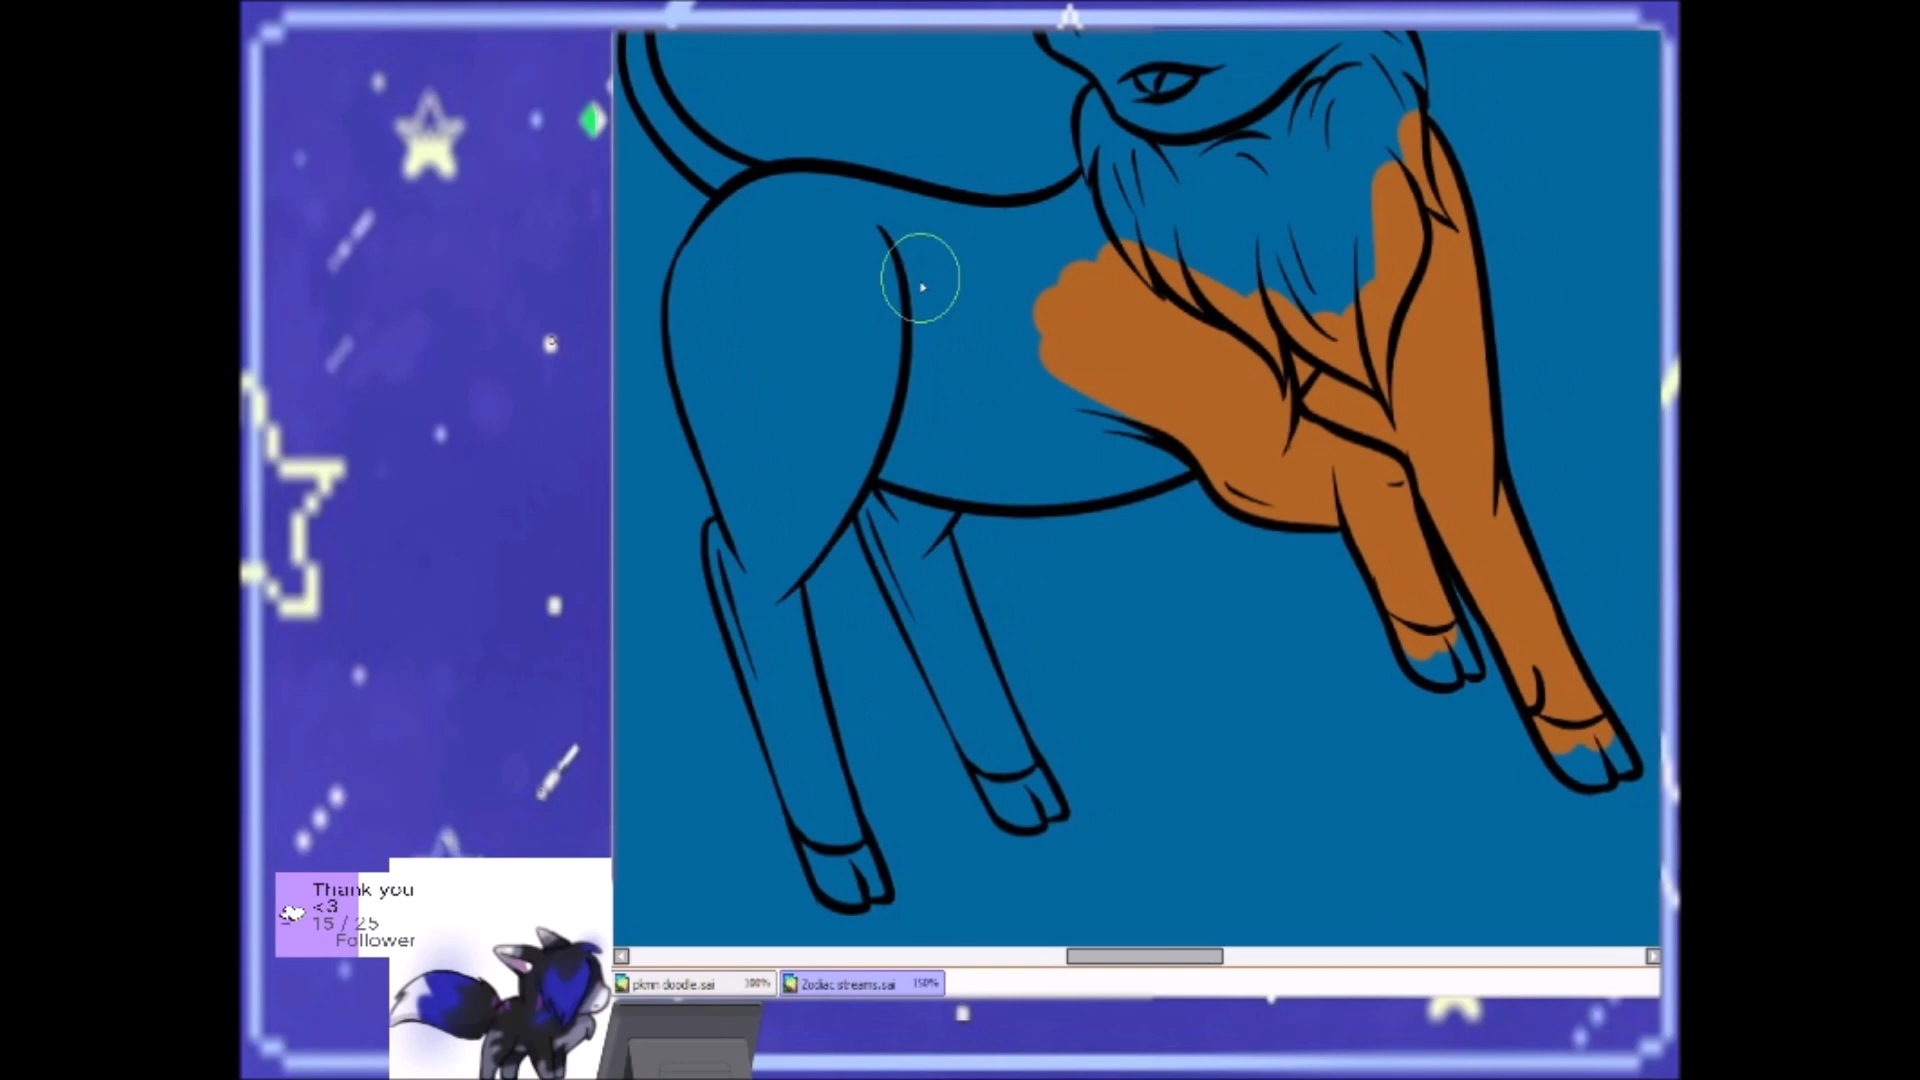 Thank you
<3
15 / 25
Follower
pkmn doodle.sai 100%
Zodiac streams.sai 150%